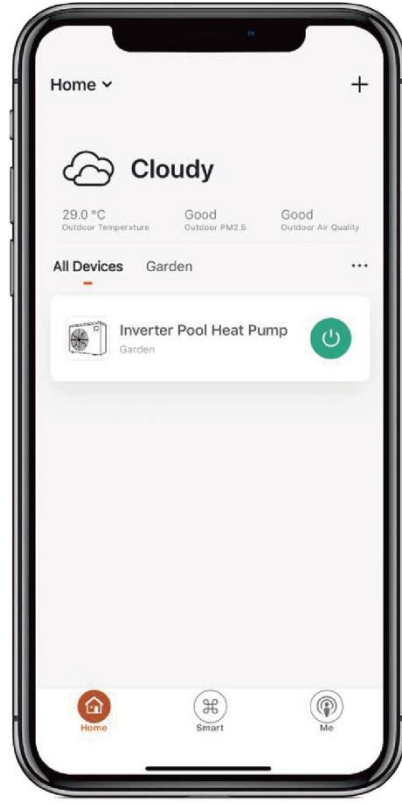 Home
Cloudy
29.0 °C Good Good
Outdoor Temperature Outdoor PM2.5 Outdoor Air Quality
All Devices Garden ...
Inverter Pool Heat Pump
Garden
Home Smart Me